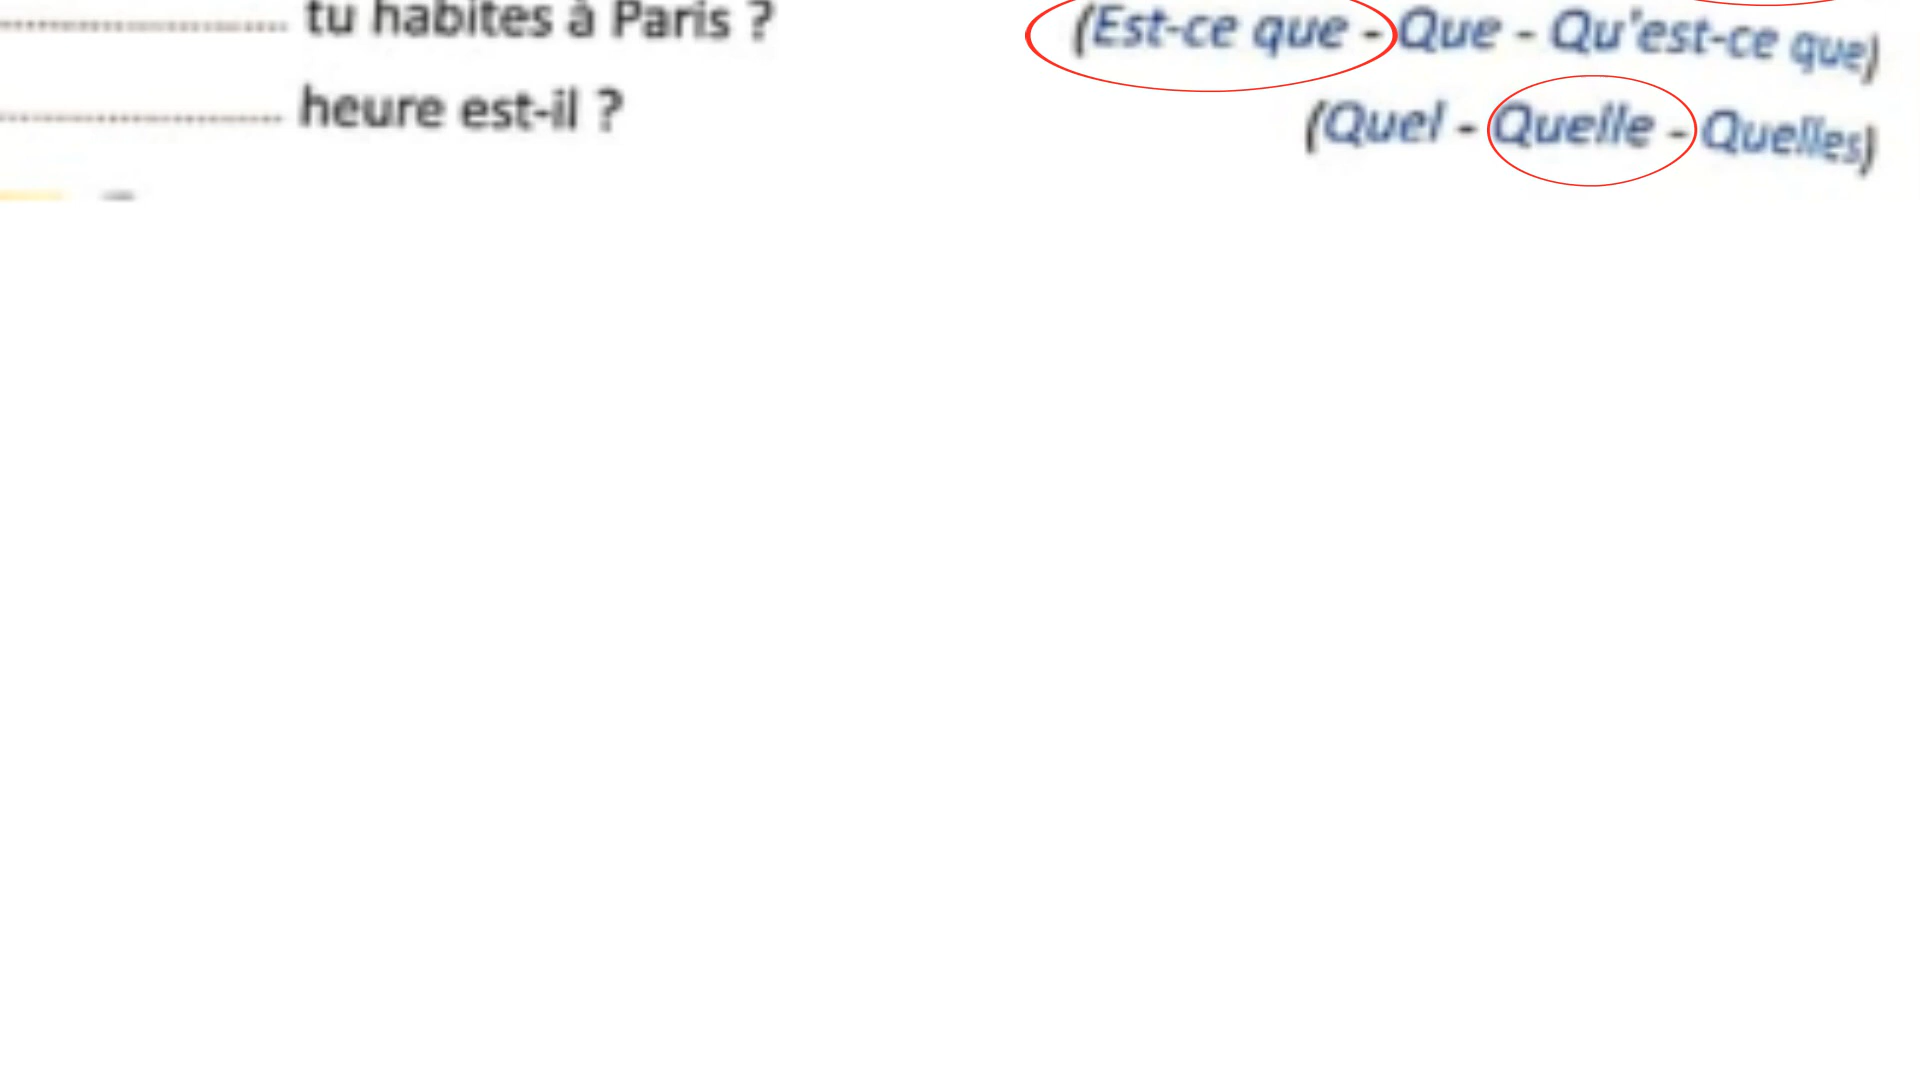 ........................ tu habites à Paris ? (Est-ce que - Que - Qu'est-ce que)
........................ heure est-il ? (Quel - Quelle - Quelles)